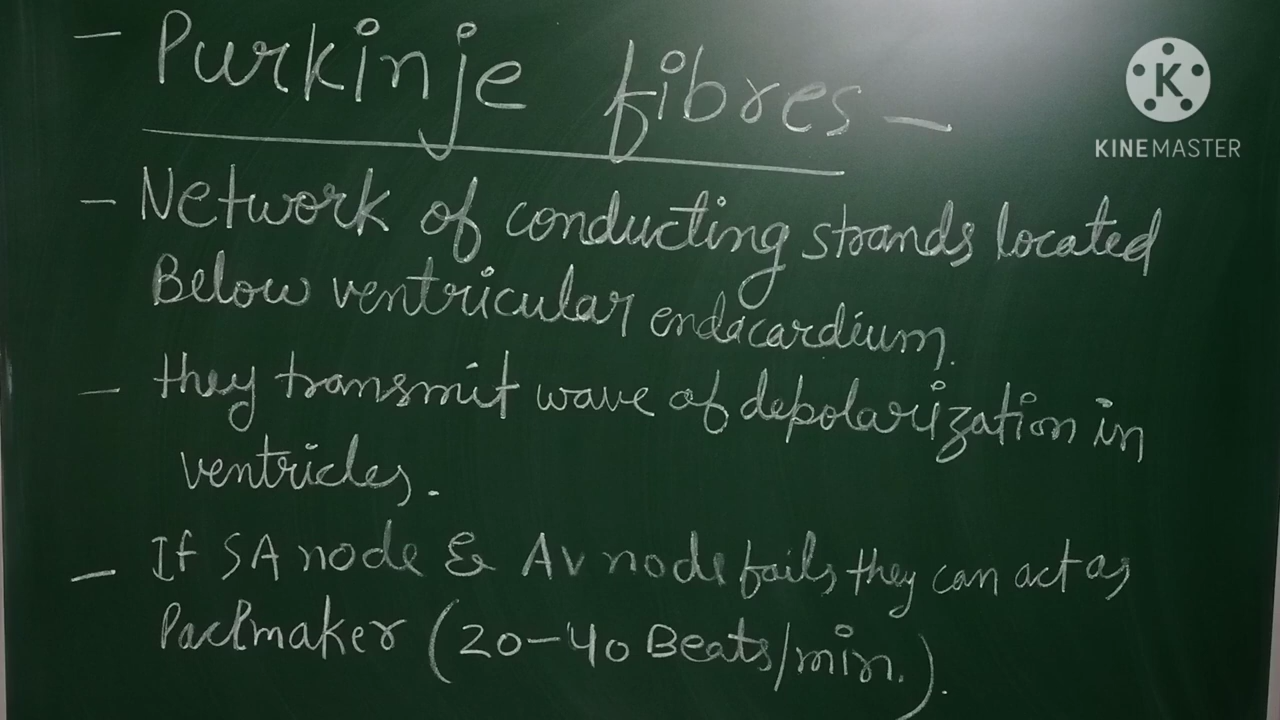 - Purkinje fibres -
K
KINEMASTER
- Network of conducting strands located
Below ventricular endocardium.
- they transmit wave of depolarization in
ventricles.
- If SA node & AV node fails they can act as
Pacemaker (20-40 Beats/min.).